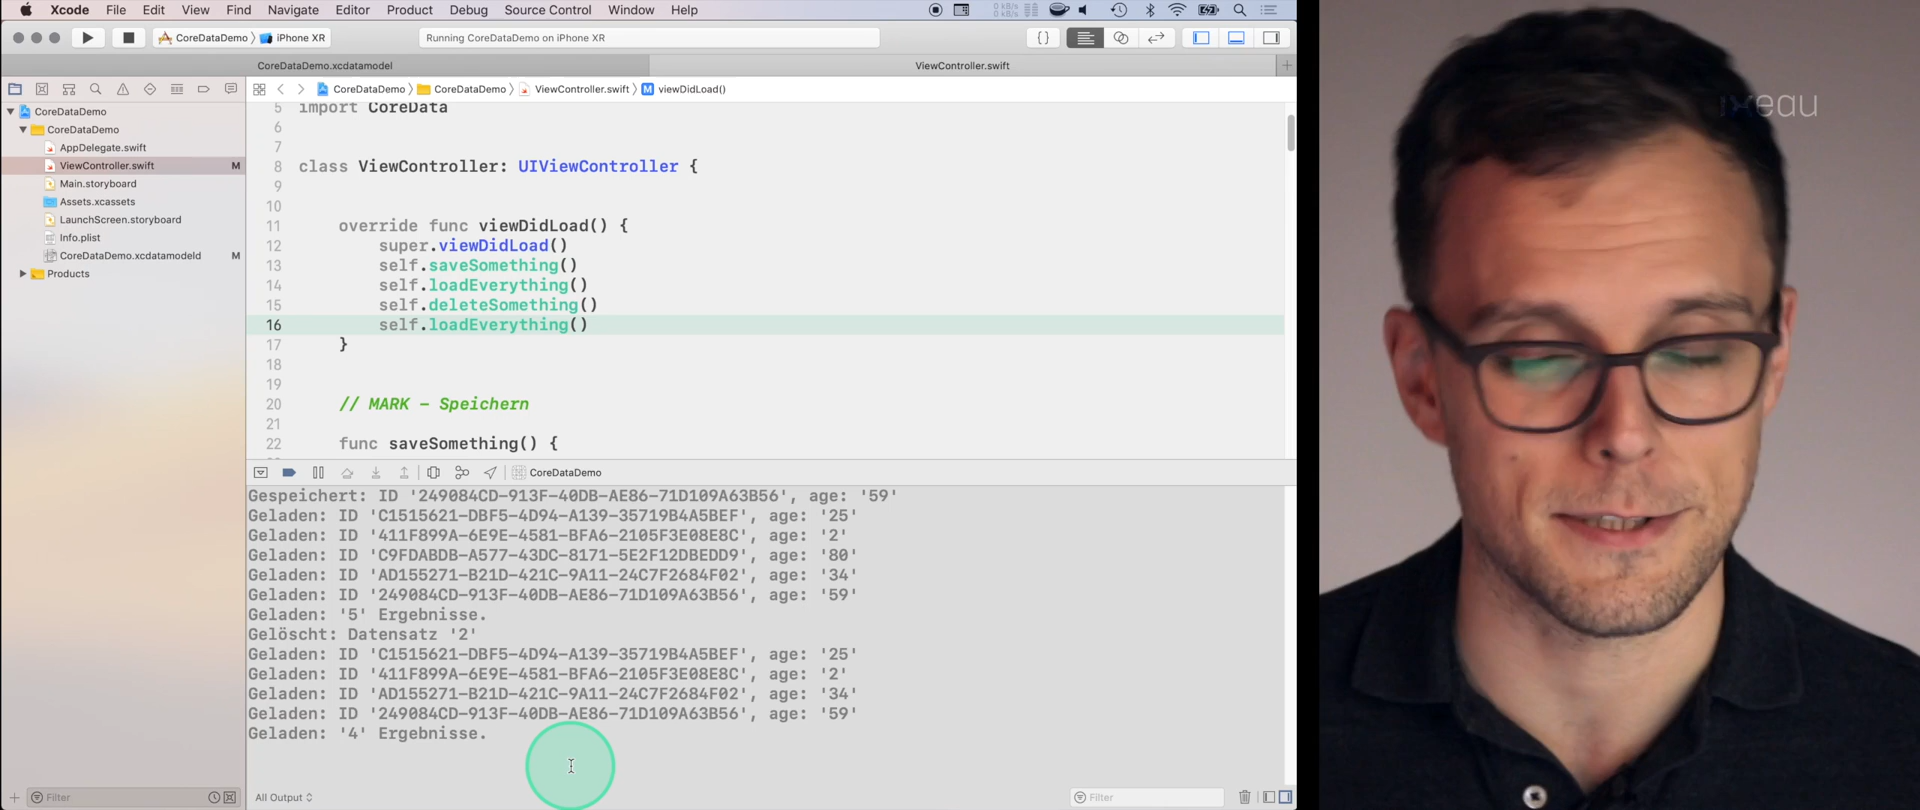 Xcode File Edit View Find Navigate Editor Product Debug Source Control Window Help
0 kB/s
0 kB/s
CoreDataDemo iPhone XR
Running CoreDataDemo on iPhone XR
{}
CoreDataDemo.xcdatamodel
ViewController.swift
CoreDataDemo CoreDataDemo ViewController.swift M viewDidLoad()
CoreDataDemo
CoreDataDemo
AppDelegate.swift
ViewController.swift M
Main.storyboard
Assets.xcassets
LaunchScreen.storyboard
Info.plist
CoreDataDemo.xcdatamodeld M
Products
Filter
5 import CoreData
6
7
8 class ViewController: UIViewController {
9
10
11 override func viewDidLoad() {
12 super.viewDidLoad()
13 self.saveSomething()
14 self.loadEverything()
15 self.deleteSomething()
16 self.loadEverything()
17 }
18
19
20 // MARK - Speichern
21
22 func saveSomething() {
CoreDataDemo
Gespeichert: ID '249084CD-913F-40DB-AE86-71D109A63B56', age: '59'
Geladen: ID 'C1515621-DBF5-4D94-A139-35719B4A5BEF', age: '25'
Geladen: ID '411F899A-6E9E-4581-BFA6-2105F3E08E8C', age: '2'
Geladen: ID 'C9FDABDB-A577-43DC-8171-5E2F12DBEDD9', age: '80'
Geladen: ID 'AD155271-B21D-421C-9A11-24C7F2684F02', age: '34'
Geladen: ID '249084CD-913F-40DB-AE86-71D109A63B56', age: '59'
Geladen: '5' Ergebnisse.
Gelöscht: Datensatz '2'
Geladen: ID 'C1515621-DBF5-4D94-A139-35719B4A5BEF', age: '25'
Geladen: ID '411F899A-6E9E-4581-BFA6-2105F3E08E8C', age: '2'
Geladen: ID 'AD155271-B21D-421C-9A11-24C7F2684F02', age: '34'
Geladen: ID '249084CD-913F-40DB-AE86-71D109A63B56', age: '59'
Geladen: '4' Ergebnisse.
All Output
Filter
ixeau